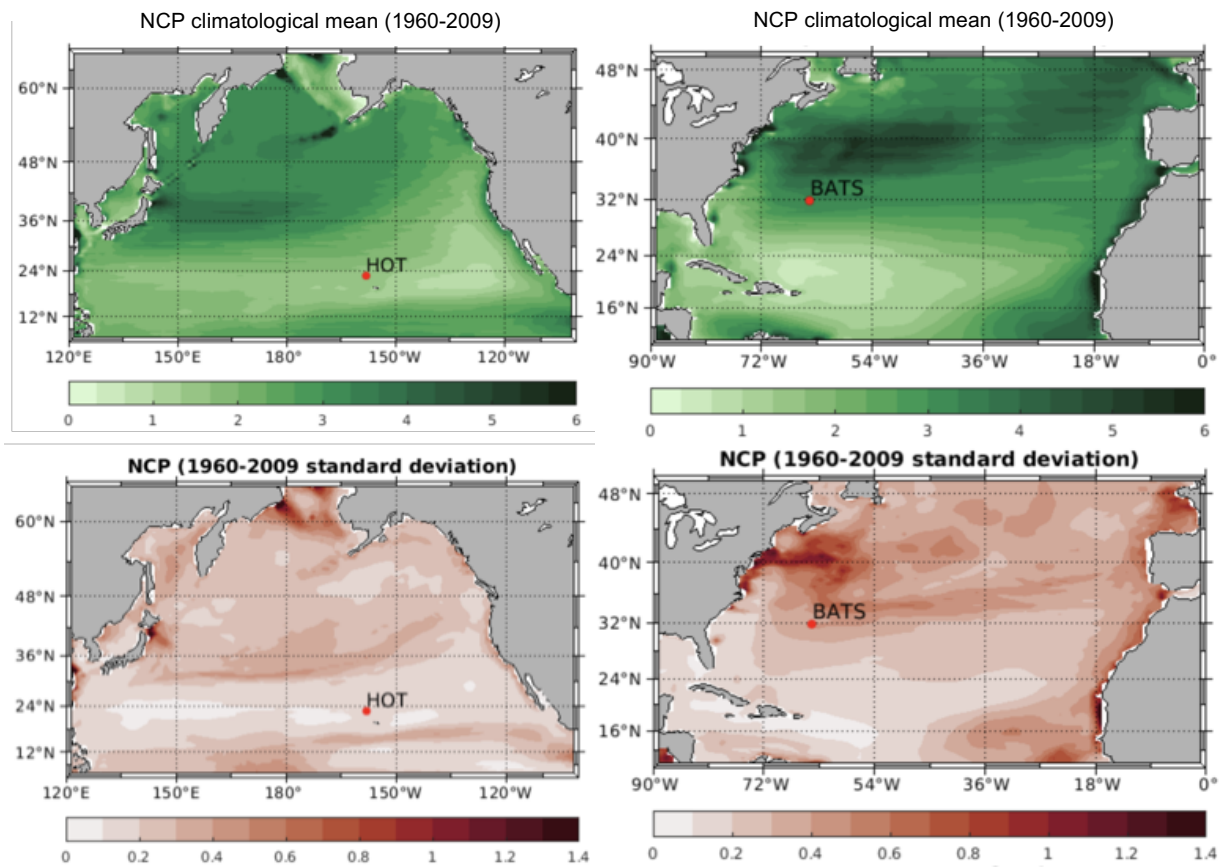 NCP climatológical mean (1960-2009)
60°N
48°N
36°N
24°N
12°N
HOT
120°E 150°E 180° 150°W 120°W
0 1 2 3 4 5 6
NCP climatológical mean (1960-2009)
48°N
40°N
32°N
24°N
16°N
BATS
90°W 72°W 54°W 36°W 18°W 0°
0 1 2 3 4 5 6
NCP (1960-2009 standard deviation)
60°N
48°N
36°N
24°N
12°N
HOT
120°E 150°E 180° 150°W 120°W
0 0.2 0.4 0.6 0.8 1 1.2 1.4
NCP (1960-2009 standard deviation)
48°N
40°N
32°N
24°N
16°N
BATS
90°W 72°W 54°W 36°W 18°W 0°
0 0.2 0.4 0.6 0.8 1 1.2 1.4